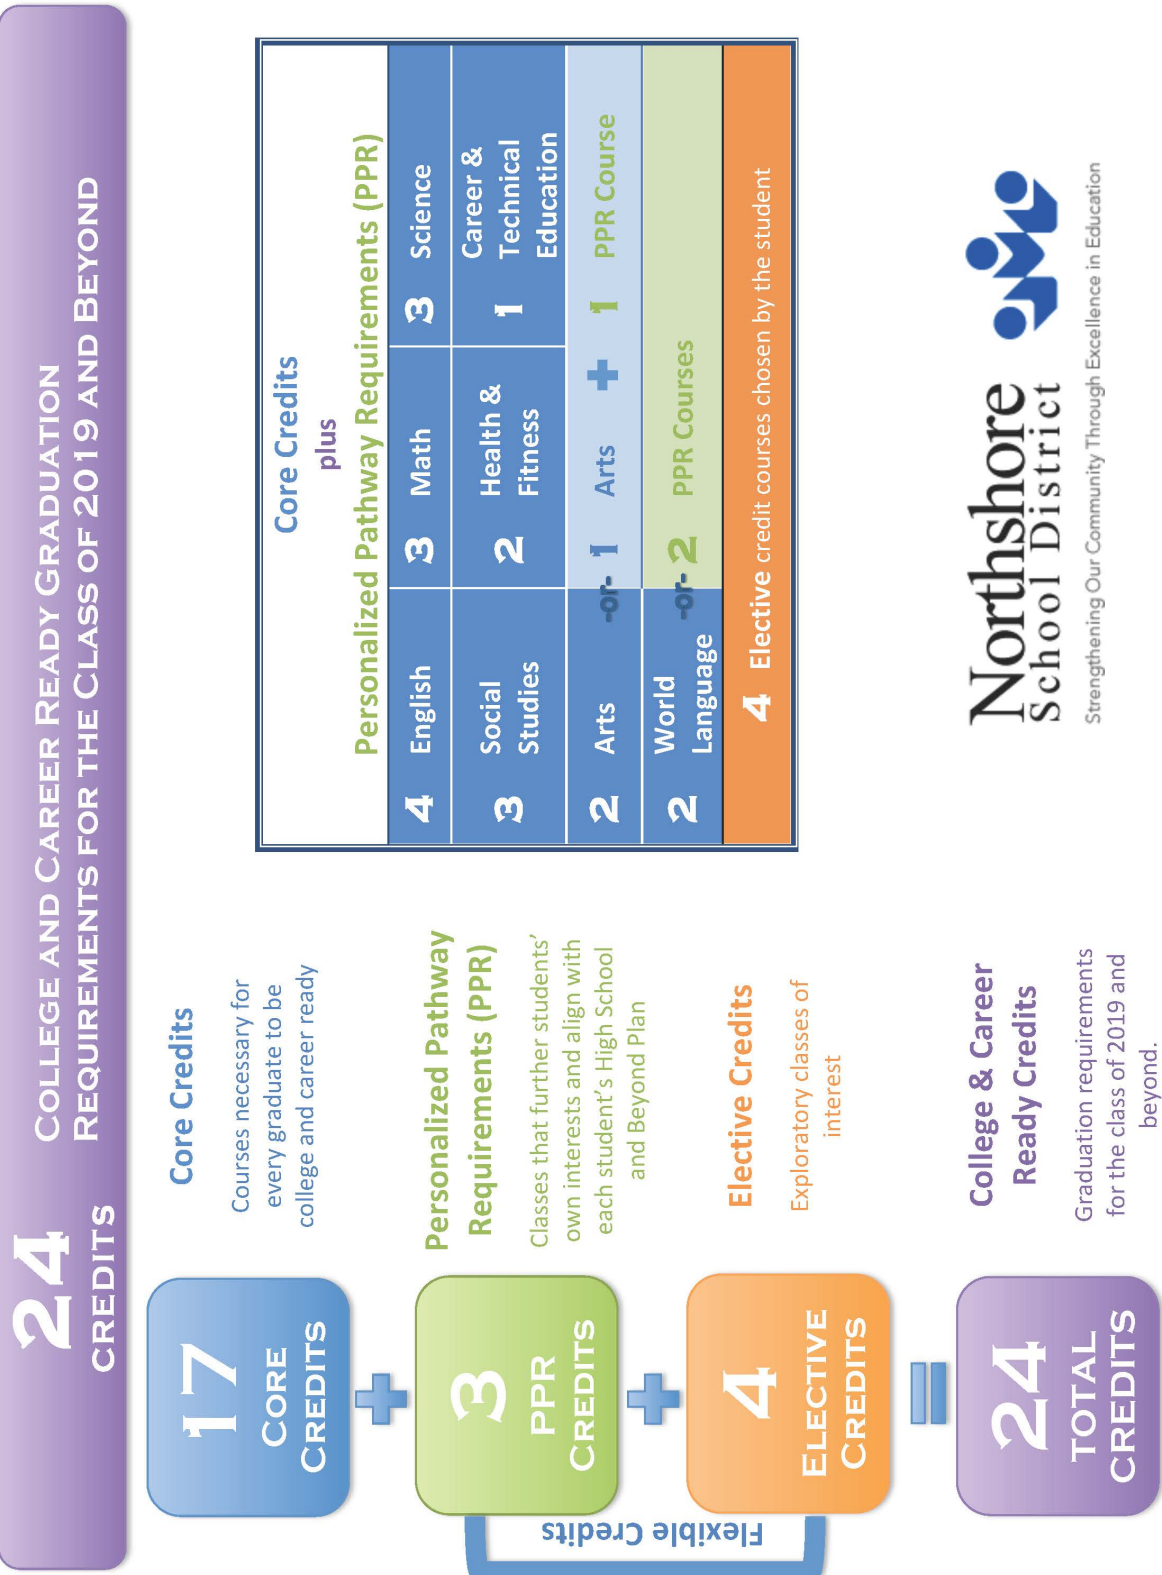 24
CREDITS
COLLEGE AND CAREER READY GRADUATION
REQUIREMENTS FOR THE CLASS OF 2019 AND BEYOND
17
CORE
CREDITS
Core Credits
Courses necessary for
every graduate to be
college and career ready
3
PPR
CREDITS
Personalized Pathway
Requirements (PPR)
Classes that further students'
own interests and align with
each student's High School
and Beyond Plan
4
ELECTIVE
CREDITS
Elective Credits
Exploratory classes of
interest
Flexible Credits
24
TOTAL
CREDITS
College & Career
Ready Credits
Graduation requirements
for the class of 2019 and
beyond.
Core Credits
plus
Personalized Pathway Requirements (PPR)
4 English
3 Math
3 Science
3 Social
Studies
2 Health &
Fitness
1 Career &
Technical
Education
2 Arts -or- 1 Arts + 1 PPR Course
2 World
Language -or- 2 PPR Courses
4 Elective credit courses chosen by the student
Northshore
School District
Strengthening Our Community Through Excellence in Education